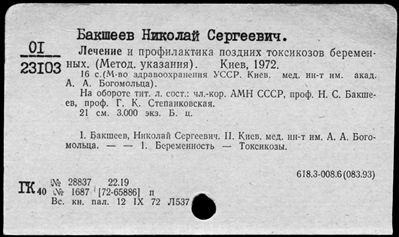 Бакшеев Николай Сергеевич.
01
23103
Лечение и профилактика поздних токсикозов беремен-
ных. (Метод. указания). Киев, 1972.
16 с. (М-во здравоохранения УССР. Киев. мед. ин-т им. акад.
А. А. Богомольца).
На обороте тит. л. сост.: чл.-кор. АМН СССР, проф. Н. С. Бакше-
ев, проф. Г. К. Степанковская.
21 см. 3.000 экз. Б. ц.
1. Бакшеев, Николай Сергеевич. II. Киев. мед. ин-т им. А. А. Бого-
мольца. — — 1. Беременность — Токсикозы.
618.3-008.6(083.93)
ГК 40
№ 28837 22.19
№ 1687 [72-65886] п
Вс. кн. пал. 12 IX 72 Л537